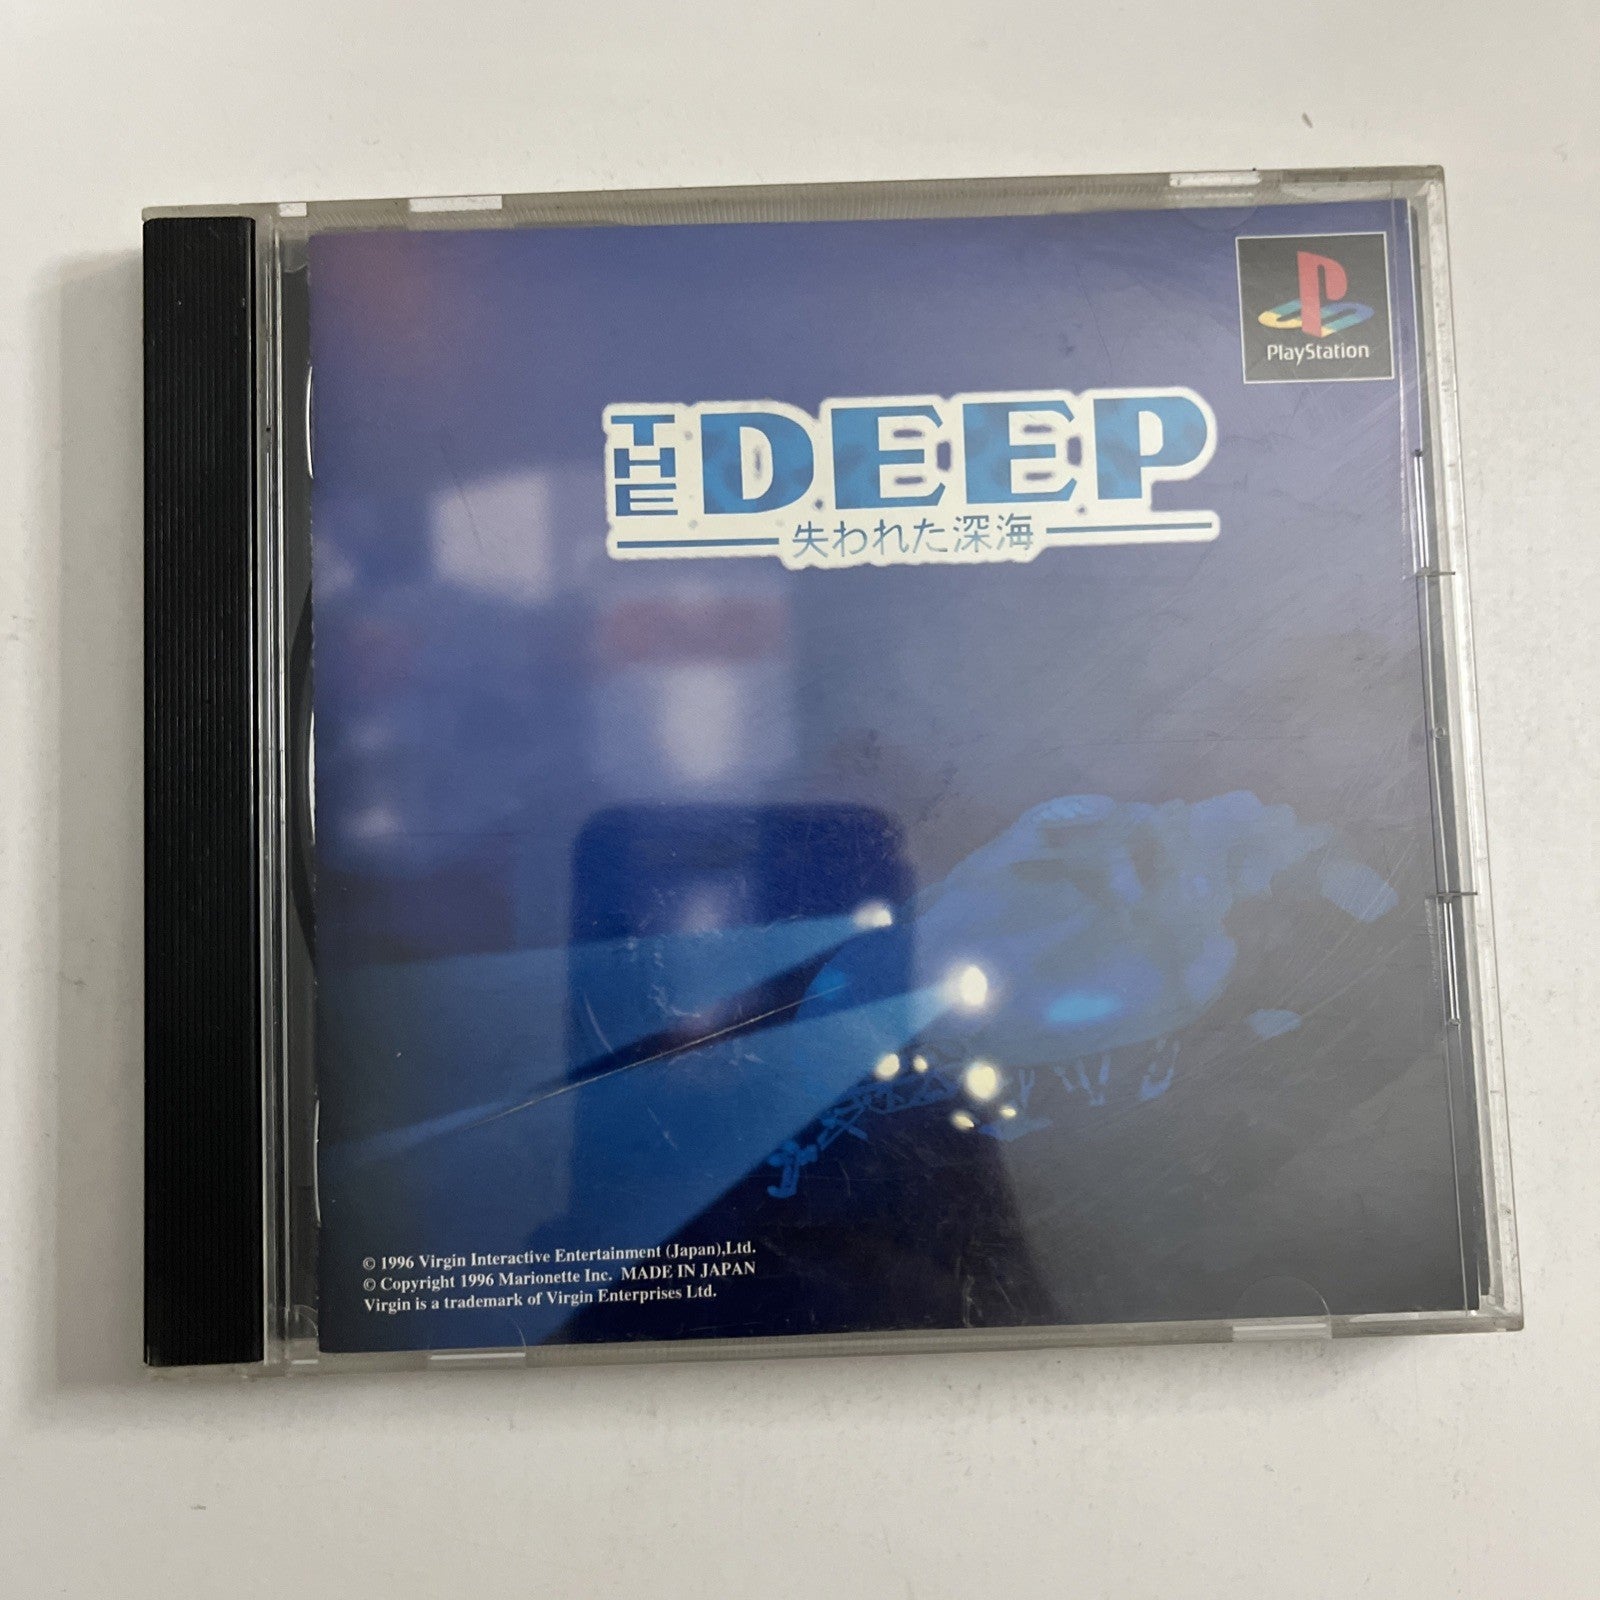 PlayStation
THE DEEP
失われた深海
© 1996 Virgin Interactive Entertainment (Japan),Ltd.
© Copyright 1996 Marionette Inc. MADE IN JAPAN
Virgin is a trademark of Virgin Enterprises Ltd.